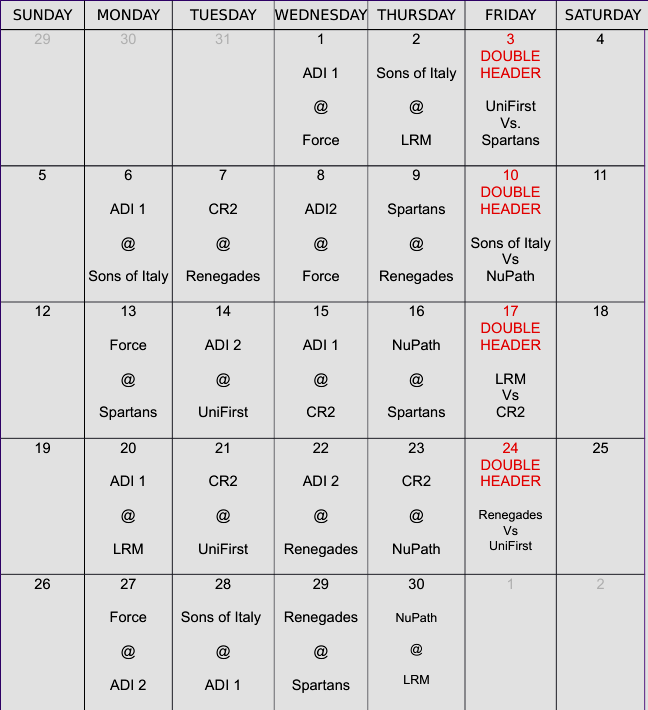 SUNDAY MONDAY TUESDAY WEDNESDAY THURSDAY FRIDAY SATURDAY
29
30
31
1
ADI 1
@
Force
2
Sons of Italy
@
LRM
3
DOUBLE
HEADER
UniFirst
Vs.
Spartans
4
5
6
ADI 1
@
Sons of Italy
7
CR2
@
Renegades
8
ADI2
@
Force
9
Spartans
@
Renegades
10
DOUBLE
HEADER
Sons of Italy
Vs
NuPath
11
12
13
Force
@
Spartans
14
ADI 2
@
UniFirst
15
ADI 1
@
CR2
16
NuPath
@
Spartans
17
DOUBLE
HEADER
LRM
Vs
CR2
18
19
20
ADI 1
@
LRM
21
CR2
@
UniFirst
22
ADI 2
@
Renegades
23
CR2
@
NuPath
24
DOUBLE
HEADER
Renegades
Vs
UniFirst
25
26
27
Force
@
ADI 2
28
Sons of Italy
@
ADI 1
29
Renegades
@
Spartans
30
NuPath
@
LRM
1
2